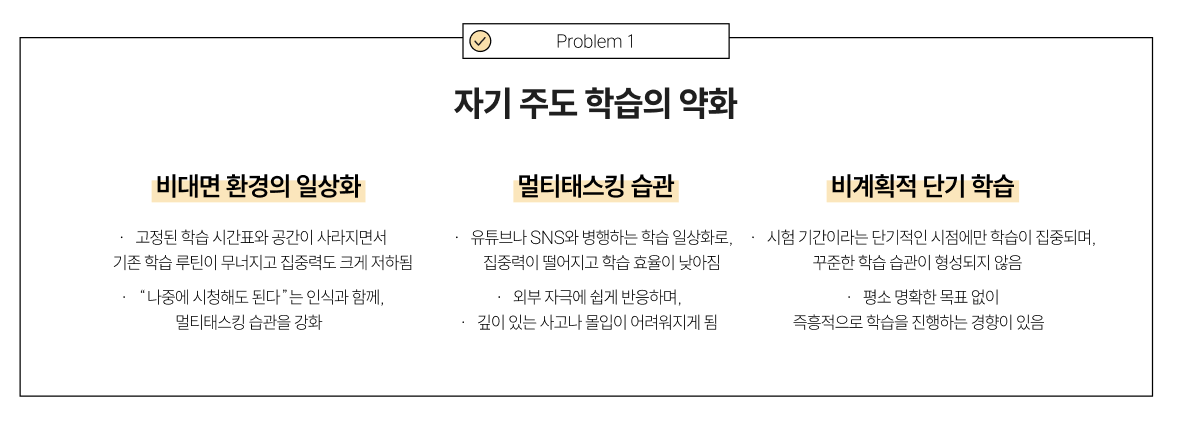 Problem 1
자기 주도 학습의 약화
비대면 환경의 일상화
· 고정된 학습 시간표와 공간이 사라지면서
기존 학습 루틴이 무너지고 집중력도 크게 저하됨
· “나중에 시청해도 된다”는 인식과 함께,
멀티태스킹 습관을 강화
멀티태스킹 습관
· 유튜브나 SNS와 병행하는 학습 일상화로,
집중력이 떨어지고 학습 효율이 낮아짐
· 외부 자극에 쉽게 반응하며,
· 깊이 있는 사고나 몰입이 어려워지게 됨
비계획적 단기 학습
· 시험 기간이라는 단기적인 시점에만 학습이 집중되며,
꾸준한 학습 습관이 형성되지 않음
· 평소 명확한 목표 없이
즉흥적으로 학습을 진행하는 경향이 있음